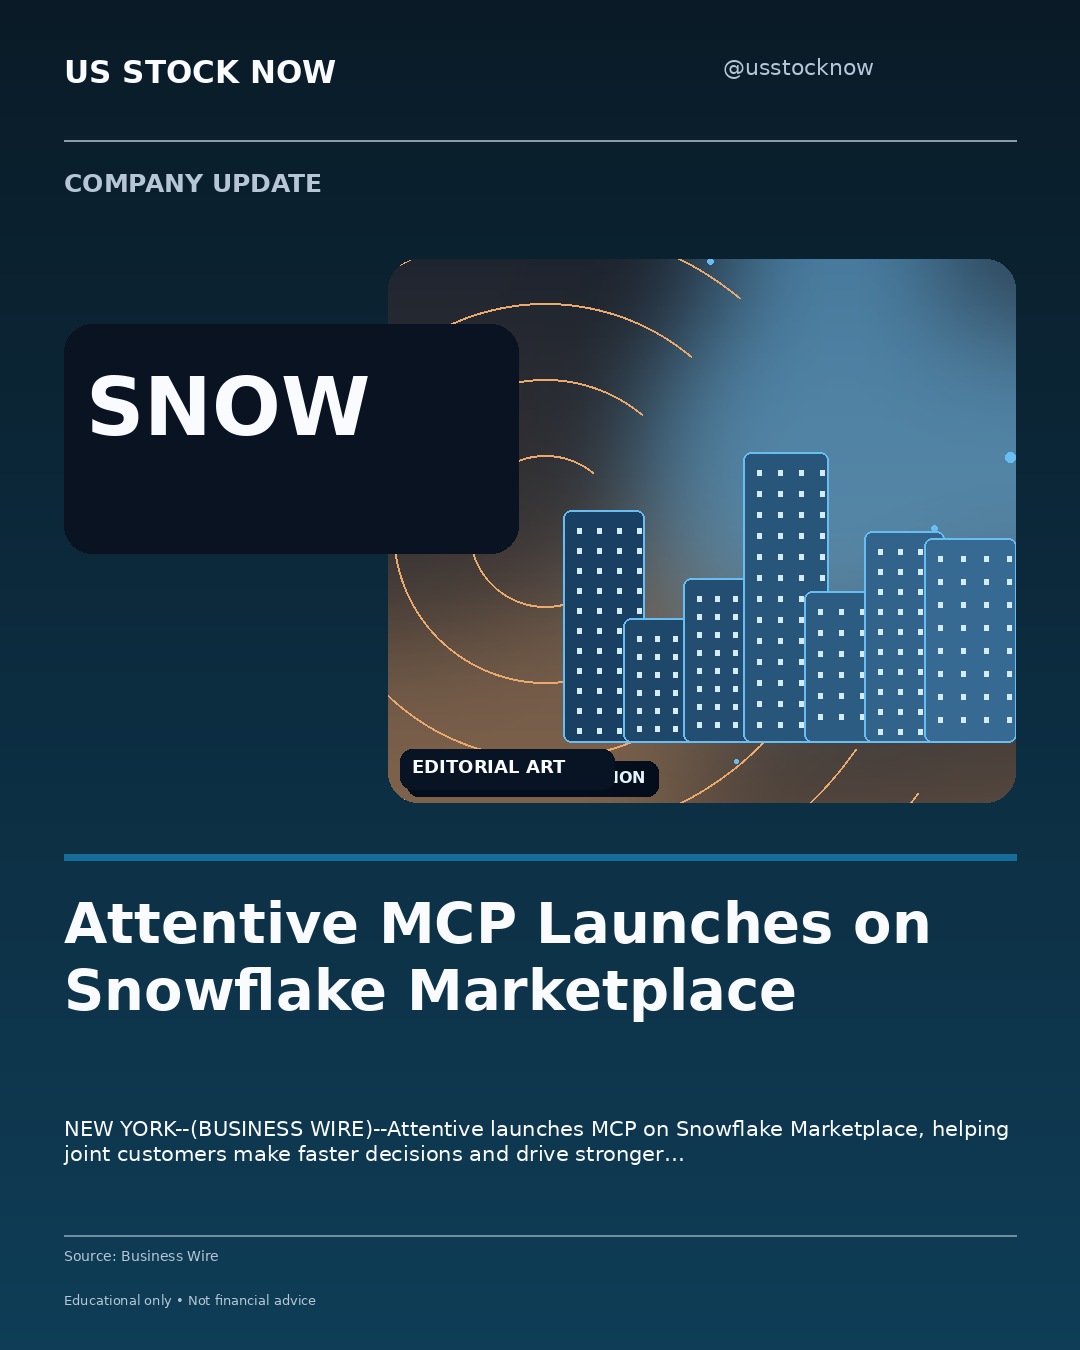 US STOCK NOW
@usstocknow
COMPANY UPDATE
SNOW
EDITORIAL ART
Attentive MCP Launches on
Snowflake Marketplace
NEW YORK--(BUSINESS WIRE)--Attentive launches MCP on Snowflake Marketplace, helping
joint customers make faster decisions and drive stronger…
Source: Business Wire
Educational only • Not financial advice